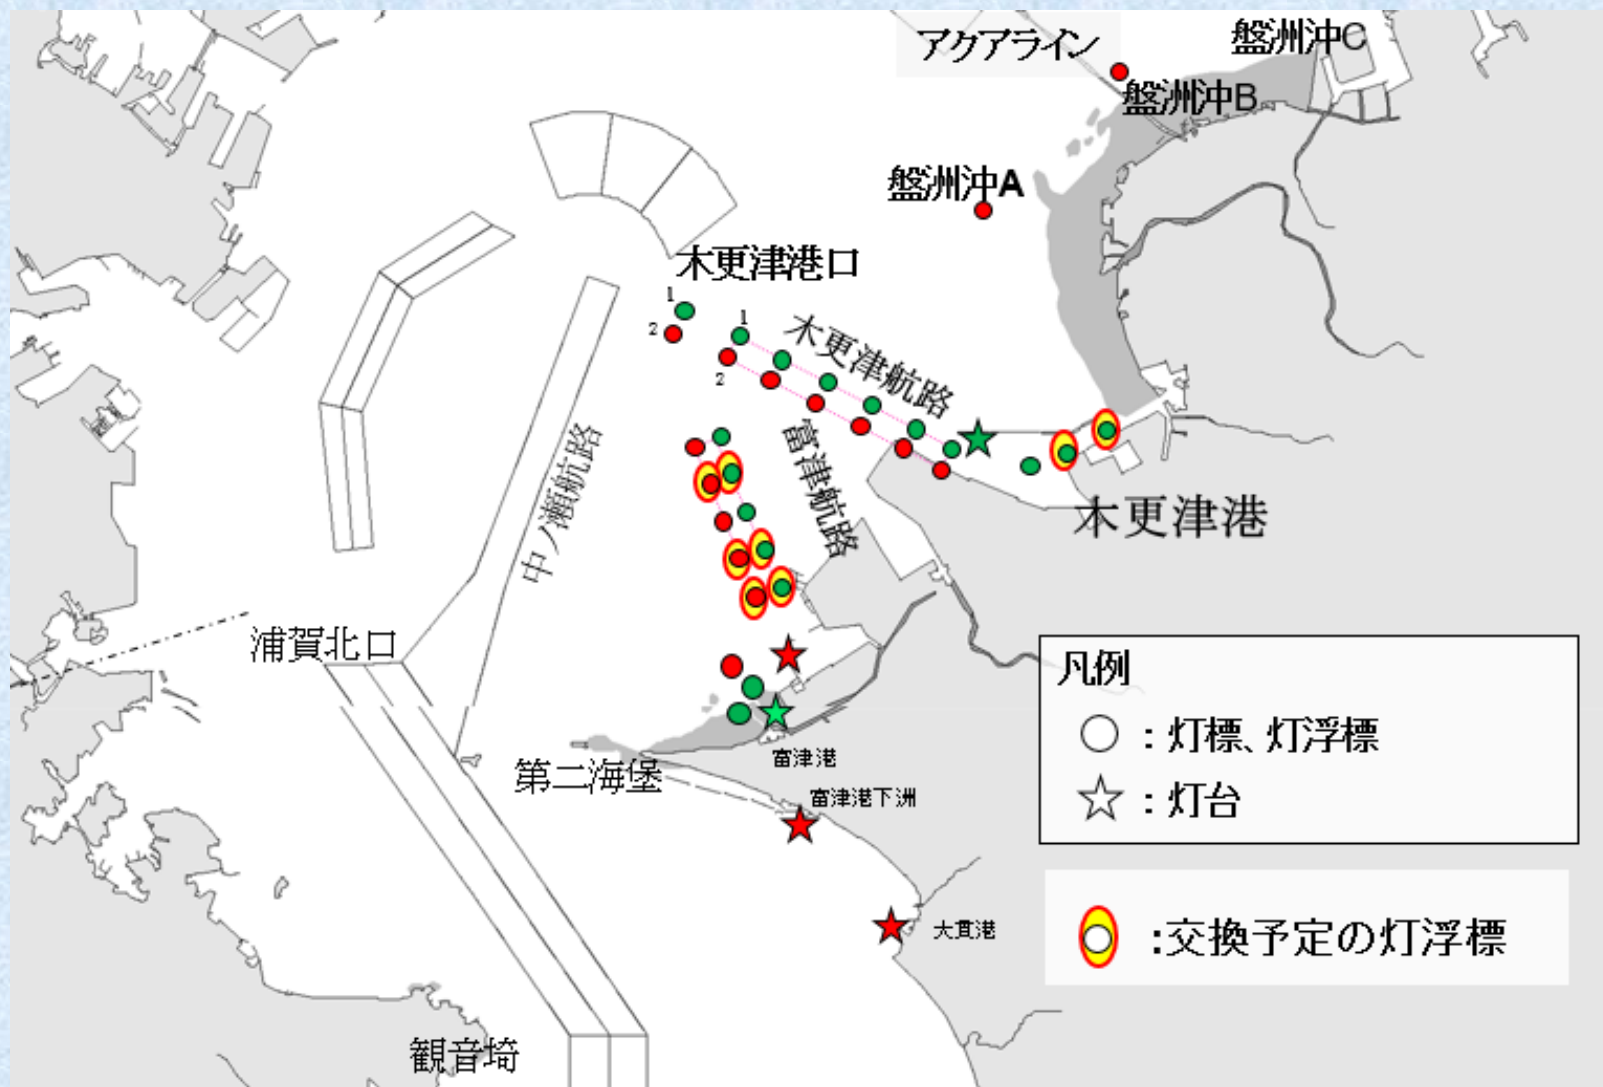 アクアライン
盤洲沖C
盤洲沖B
盤洲沖A
木更津港口
1
2
1
2
木更津航路
富津航路
中ノ瀬航路
木更津港
浦賀北口
凡例
○：灯標、灯浮標
☆：灯台
:交換予定の灯浮標
富津港
第二海堡
富津港下洲
大貫港
観音埼